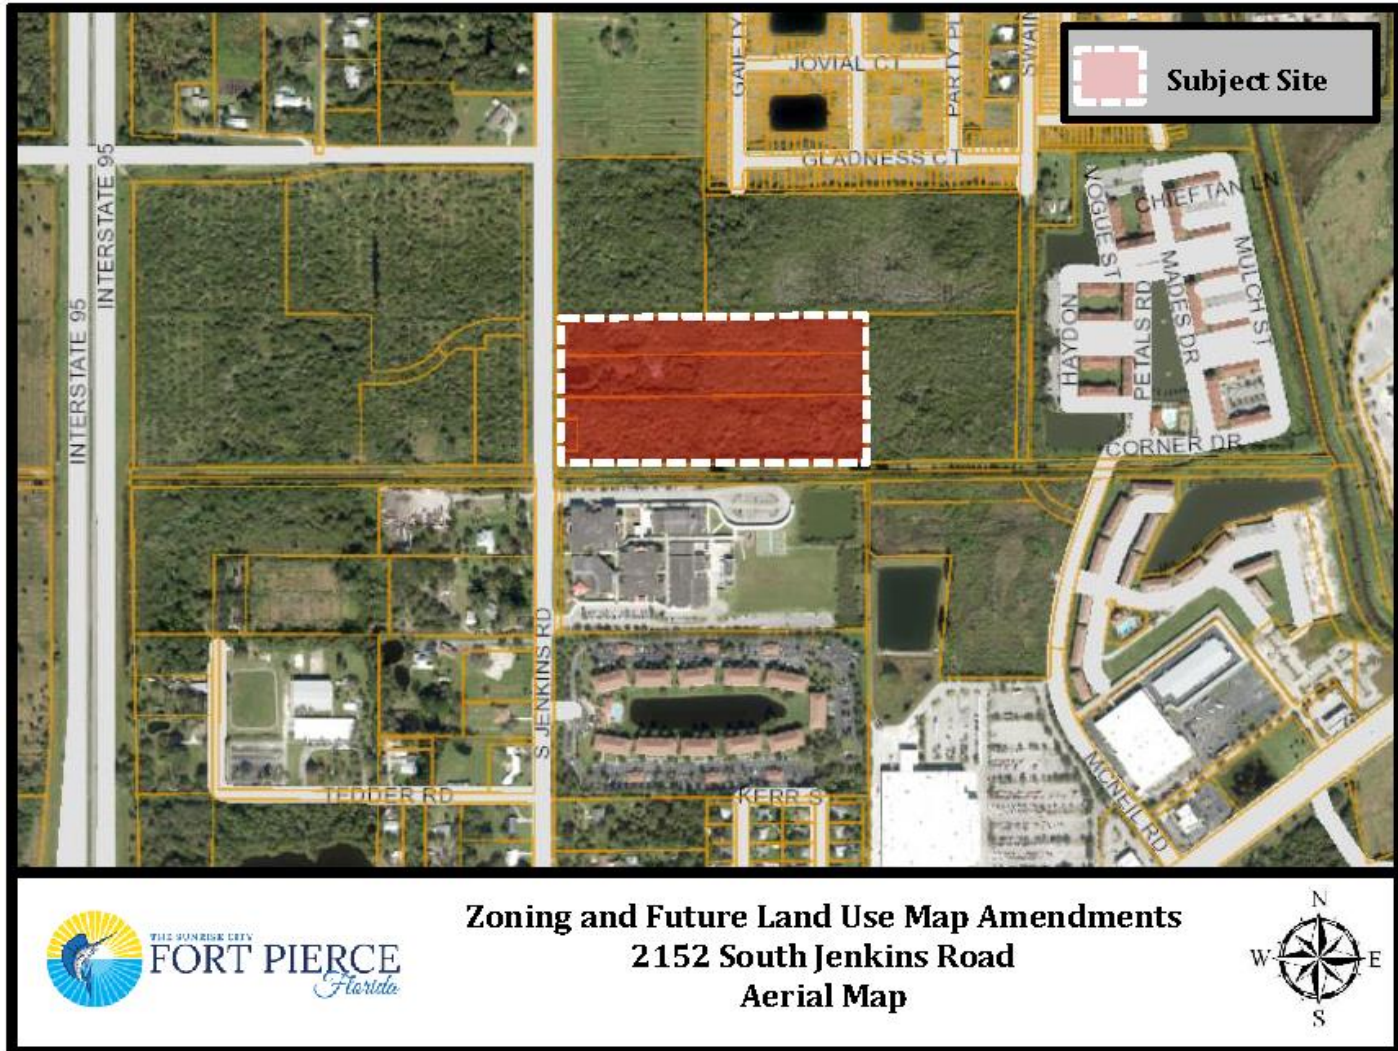 GAIETY
JOVIAL CT
PARTY PL
SWAIN
Subject Site
GLADNESS CT
INTERSTATE 95
INTERSTATE 95
VOGUE ST
CHIEFTAN LN
HAYDON
PETALS RD
MADES DR
MULCH ST
CORNER DR
S JENKINS RD
TEDDER RD
KERR S
MCNEIL RD
THE SUNRISE CITY
FORT PIERCE
Florida
Zoning and Future Land Use Map Amendments
2152 South Jenkins Road
Aerial Map
N
W E
S